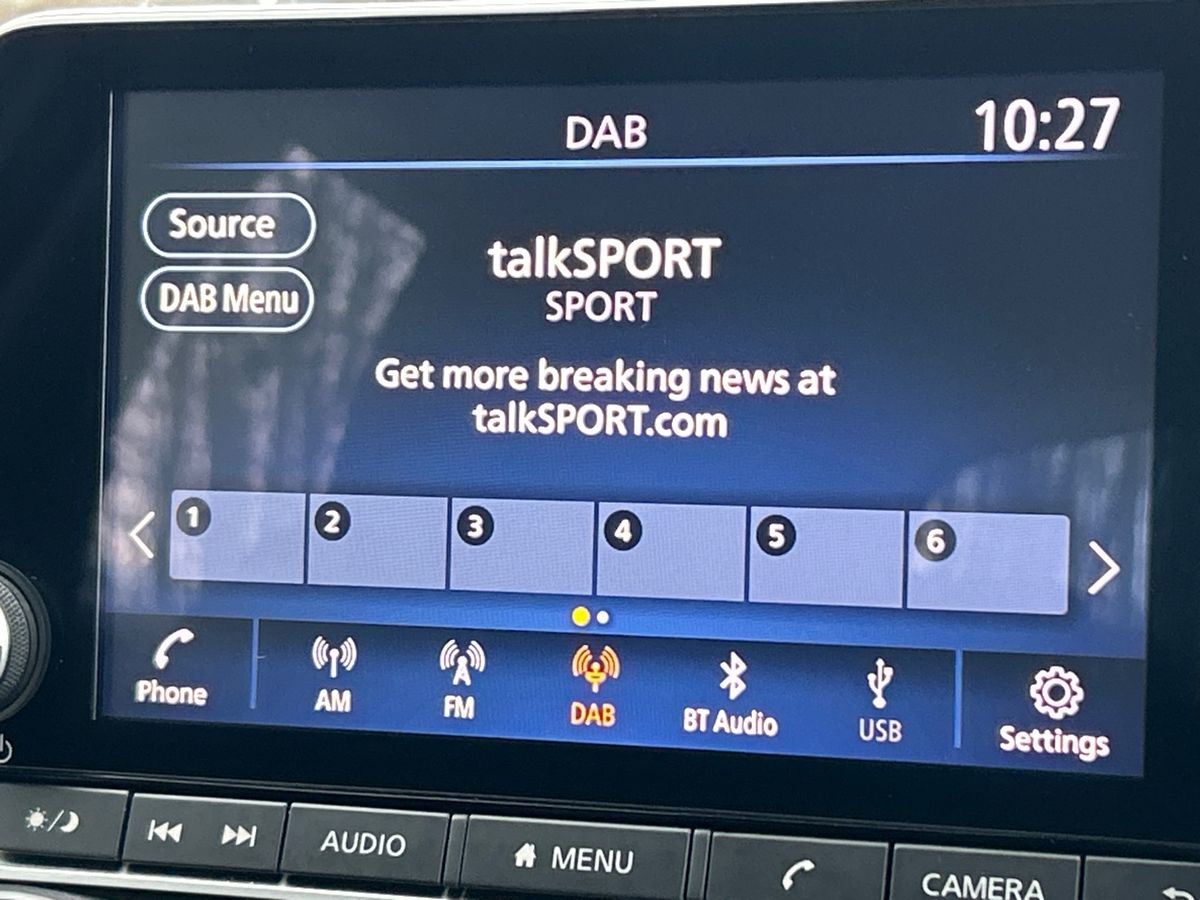 DAB
10:27
Source
talkSPORT
SPORT
DAB Menu
Get more breaking news at
talkSPORT.com
1
2
3
4
5
6
Phone
AM
FM
DAB
BT Audio
USB
Settings
AUDIO
MENU
CAMERA